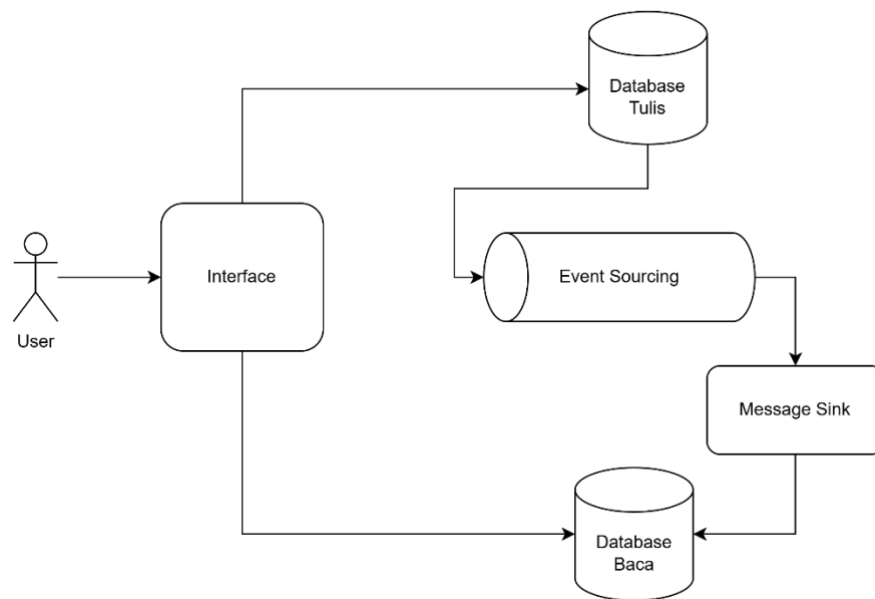 Database
Tulis
Interface
Event Sourcing
User
Message Sink
Database
Baca